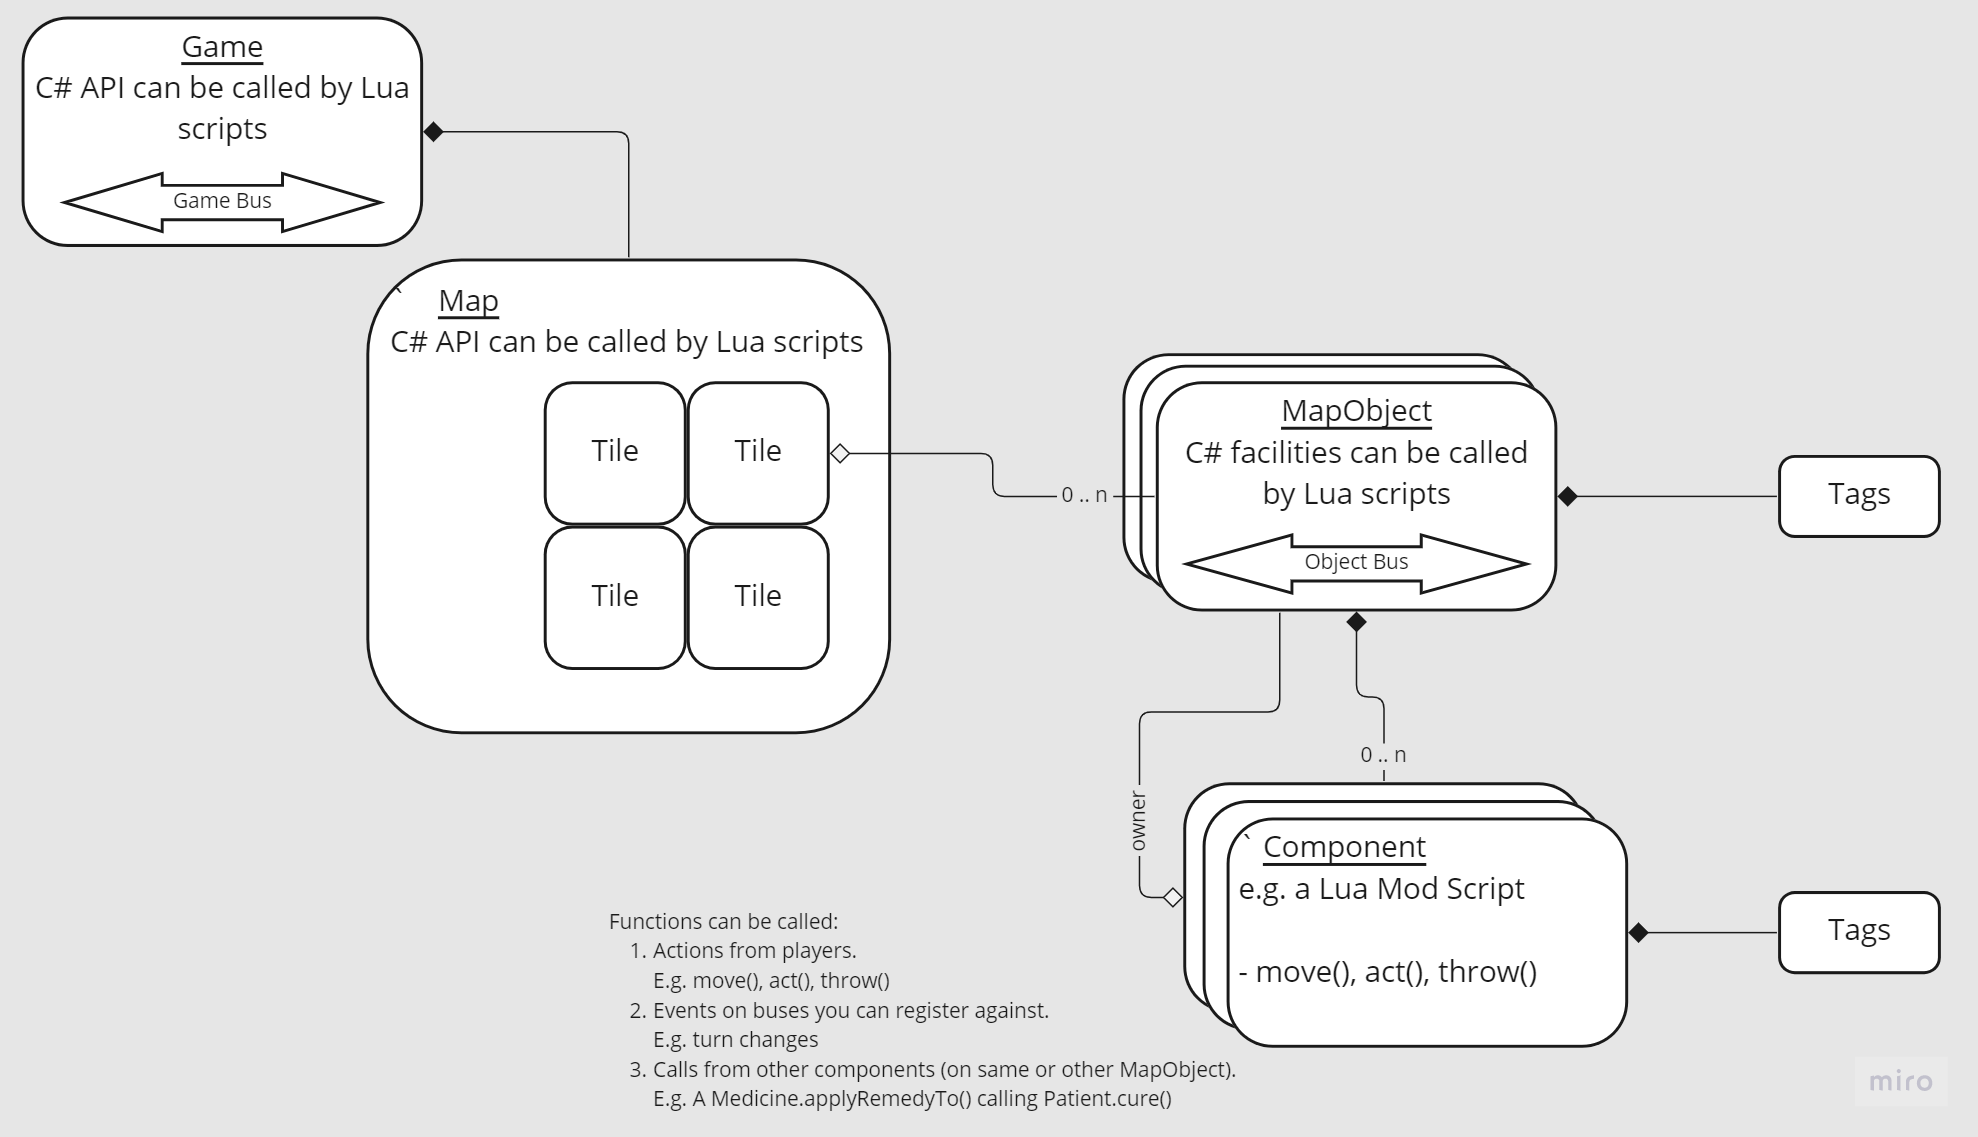 Game
C# API can be called by Lua
scripts
Game Bus
` Map
C# API can be called by Lua scripts
Tile
Tile
Tile
Tile
0 .. n
MapObject
C# facilities can be called
by Lua scripts
Object Bus
Tags
owner
0 .. n
` Component
e.g. a Lua Mod Script
- move(), act(), throw()
Tags
Functions can be called:
1. Actions from players.
E.g. move(), act(), throw()
2. Events on buses you can register against.
E.g. turn changes
3. Calls from other components (on same or other MapObject).
E.g. A Medicine.applyRemedyTo() calling Patient.cure()
miro